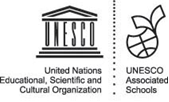 UNESCO
United Nations
Educational, Scientific and
Cultural Organization
UNESCO
Associated
Schools